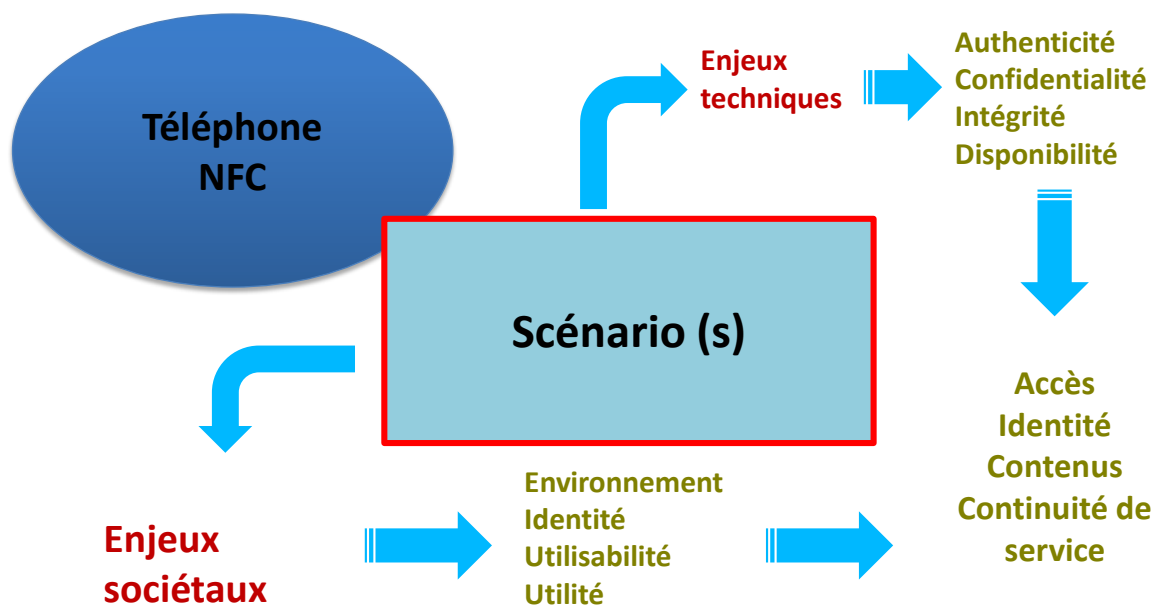 Téléphone
NFC
Enjeux
techniques
Authenticité
Confidentialité
Intégrité
Disponibilité
Scénario (s)
Accès
Identité
Contenus
Continuité de
service
Enjeux
sociétaux
Environnement
Identité
Utilisabilité
Utilité